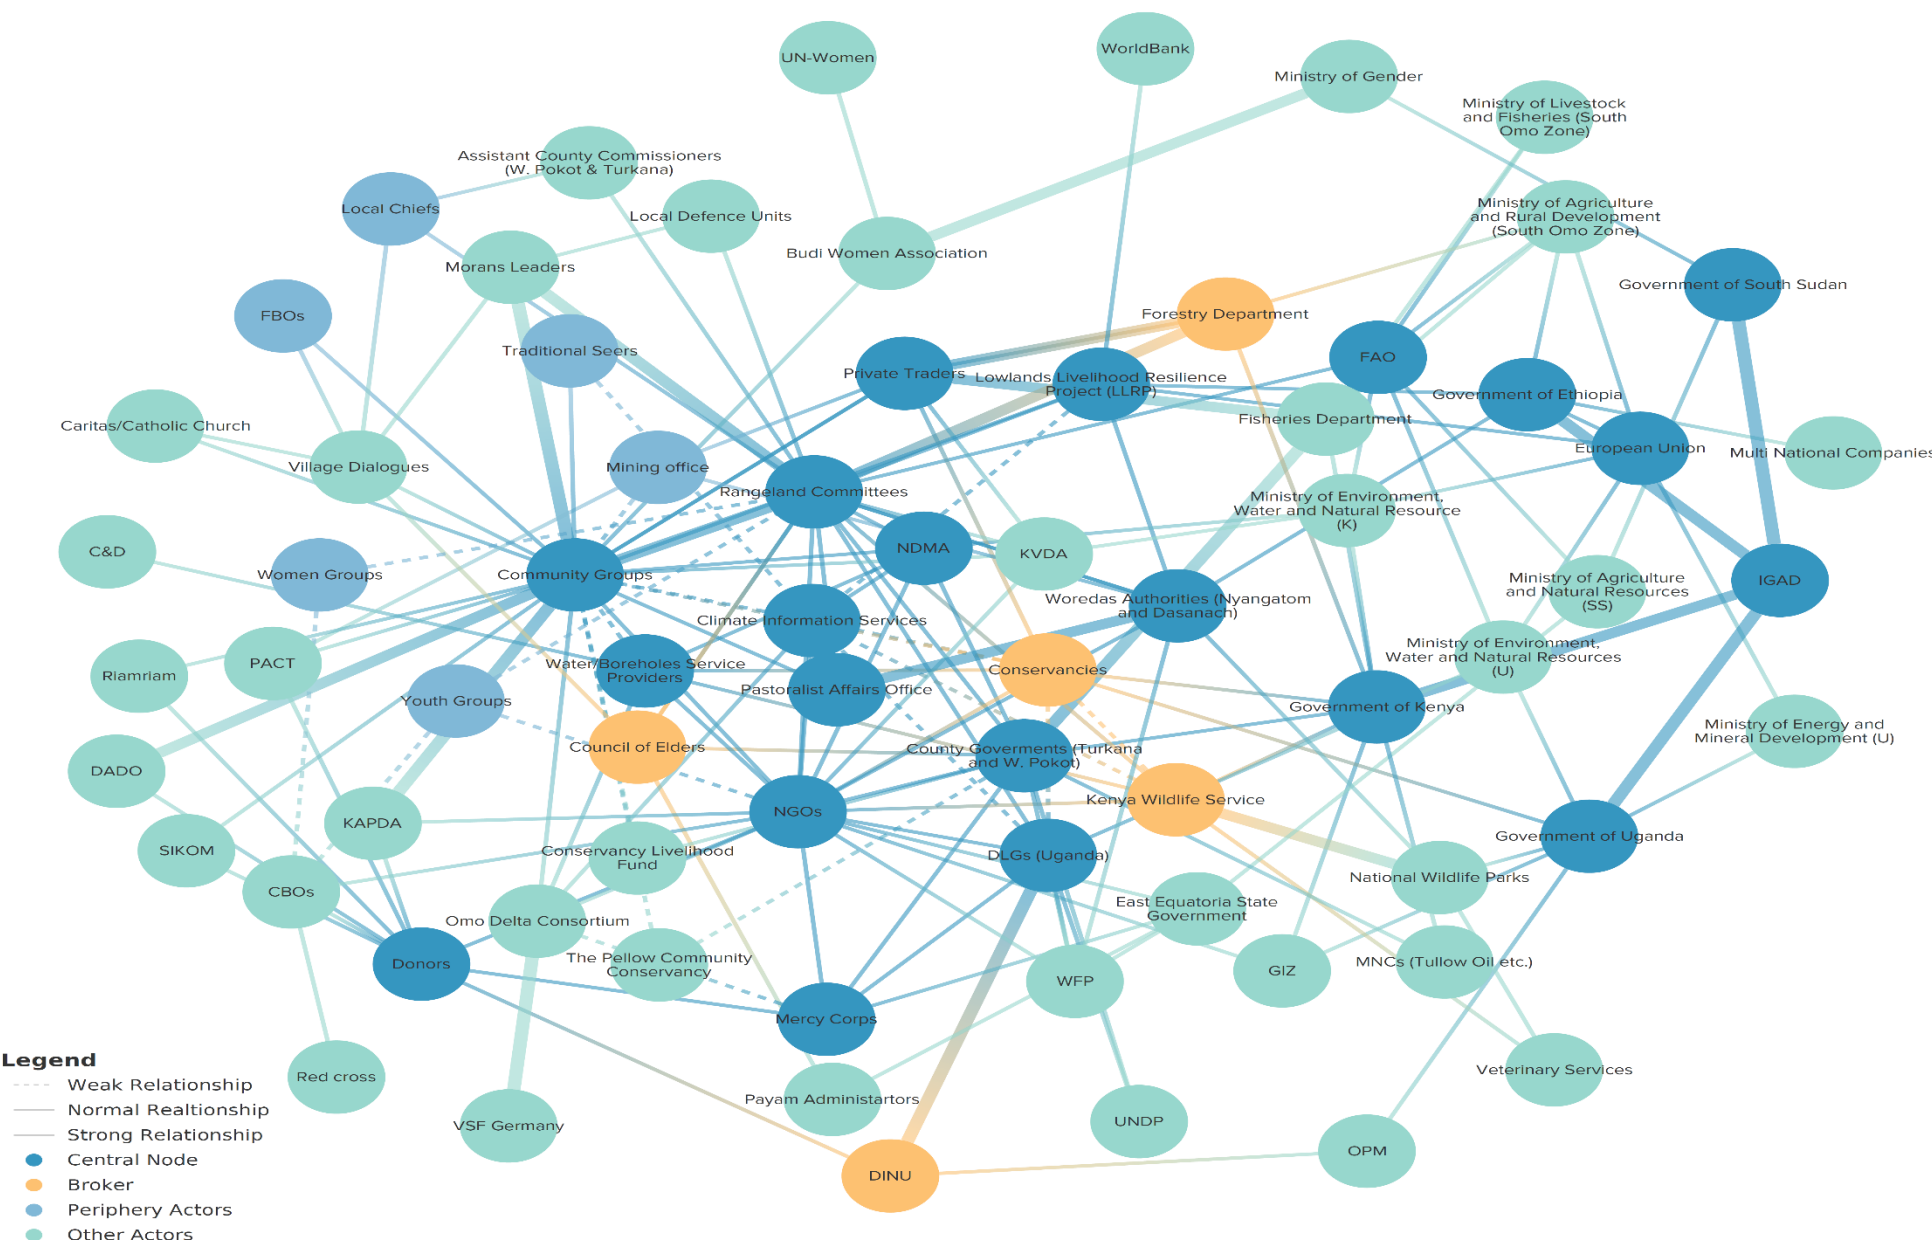 UN-Women
WorldBank
Ministry of Gender
Ministry of Livestock
and Fisheries (South
Omo Zone)
Assistant County Commissioners
(W. Pokot & Turkana)
Local Chiefs
Local Defence Units
Ministry of Agriculture
and Rural Development
(South Omo Zone)
Morans Leaders
Budi Women Association
Government of South Sudan
FBOs
Forestry Department
Traditional Seers
FAO
Private Traders
Lowlands Livelihood Resilience
Project (LLRP)
Government of Ethiopia
Caritas/Catholic Church
Fisheries Department
European Union
Multi National Companies
Village Dialogues
Mining office
Rangeland Committees
Ministry of Environment,
Water and Natural Resource
(K)
C&D
NDMA
KVDA
Women Groups
Community Groups
Ministry of Agriculture
and Natural Resources
(SS)
IGAD
Woredas Authorities (Nyangatom
and Dasanach)
Climate Information Services
Ministry of Environment,
Water and Natural Resources
(U)
PACT
Riamriam
Water/Boreholes Service
Providers
Conservancies
Pastoralist Affairs Office
Youth Groups
Government of Kenya
Ministry of Energy and
Mineral Development (U)
Council of Elders
County Goverments (Turkana
and W. Pokot)
DADO
Kenya Wildlife Service
NGOs
KAPDA
Government of Uganda
SIKOM
Conservancy Livelihood
Fund
DLGs (Uganda)
National Wildlife Parks
CBOs
East Equatoria State
Government
Omo Delta Consortium
Donors
The Pellow Community
Conservancy
WFP
GIZ
MNCs (Tullow Oil etc.)
Mercy Corps
Red cross
Veterinary Services
Payam Administartors
VSF Germany
UNDP
OPM
DINU
Legend
Weak Relationship
Normal Realtionship
Strong Relationship
Central Node
Broker
Periphery Actors
Other Actors